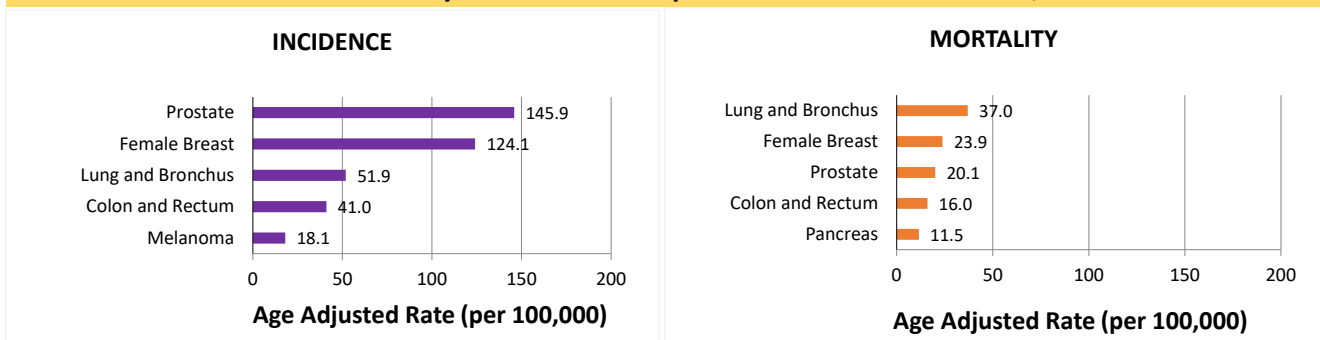 INCIDENCE
Prostate
145.9
Female Breast
124.1
Lung and Bronchus
51.9
Colon and Rectum
41.0
Melanoma
18.1
0 50 100 150 200
Age Adjusted Rate (per 100,000)
MORTALITY
Lung and Bronchus
37.0
Female Breast
23.9
Prostate
20.1
Colon and Rectum
16.0
Pancreas
11.5
0 50 100 150 200
Age Adjusted Rate (per 100,000)